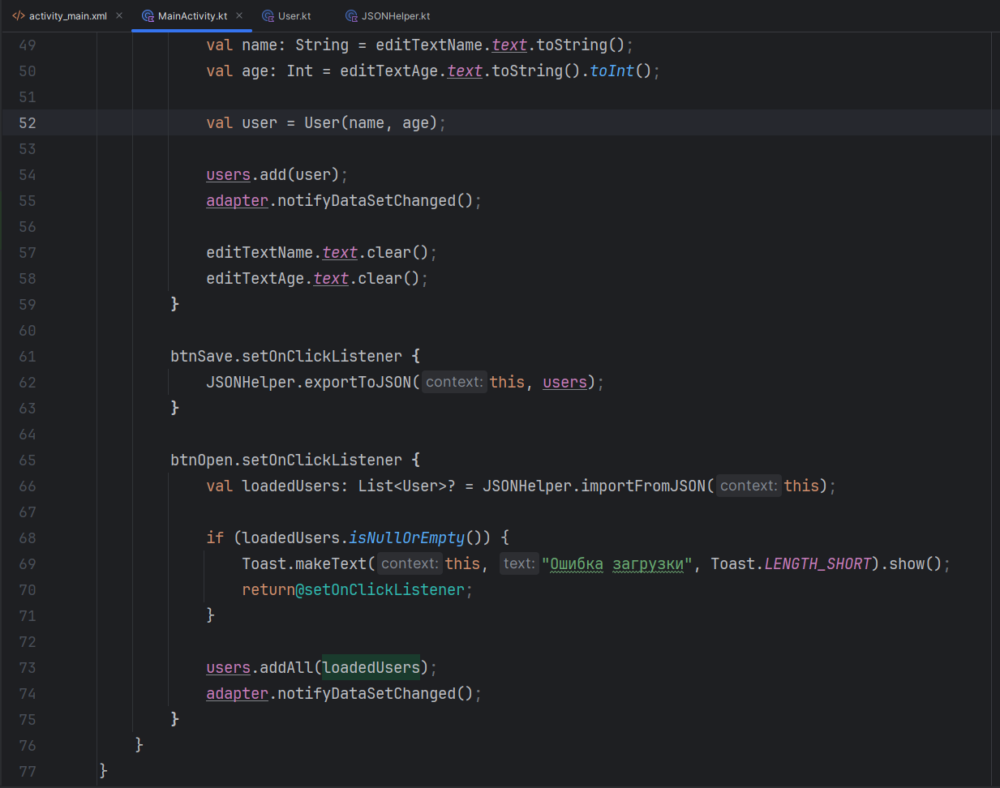 activity_main.xml MainActivity.kt User.kt JSONHelper.kt
49 val name: String = editTextName.text.toString();
50 val age: Int = editTextAge.text.toString().toInt();
51
52 val user = User(name, age);
53
54 users.add(user);
55 adapter.notifyDataSetChanged();
56
57 editTextName.text.clear();
58 editTextAge.text.clear();
59 }
60
61 btnSave.setOnClickListener {
62 JSONHelper.exportToJSON( context: this, users);
63 }
64
65 btnOpen.setOnClickListener {
66 val loadedUsers: List<User>? = JSONHelper.importFromJSON( context: this);
67
68 if (loadedUsers.isNullOrEmpty()) {
69 Toast.makeText( context: this, text: "Ошибка загрузки", Toast.LENGTH_SHORT).show();
70 return@setOnClickListener;
71 }
72
73 users.addAll(loadedUsers);
74 adapter.notifyDataSetChanged();
75 }
76 }
77 }